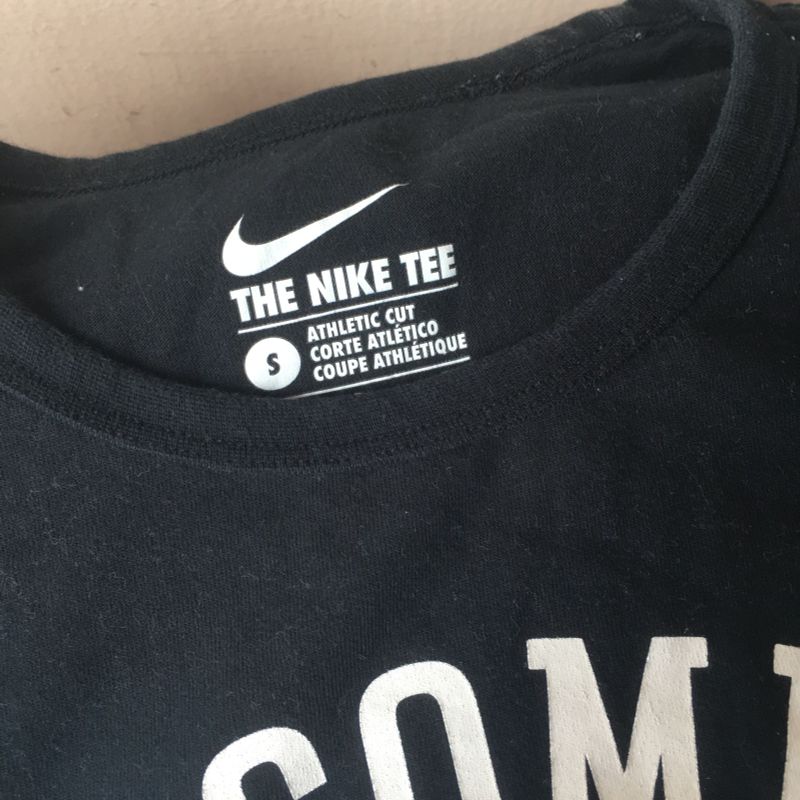 THE NIKE TEE
S
ATHLETIC CUT
CORTE ATLÉTICO
COUPE ATHLÉTIQUE